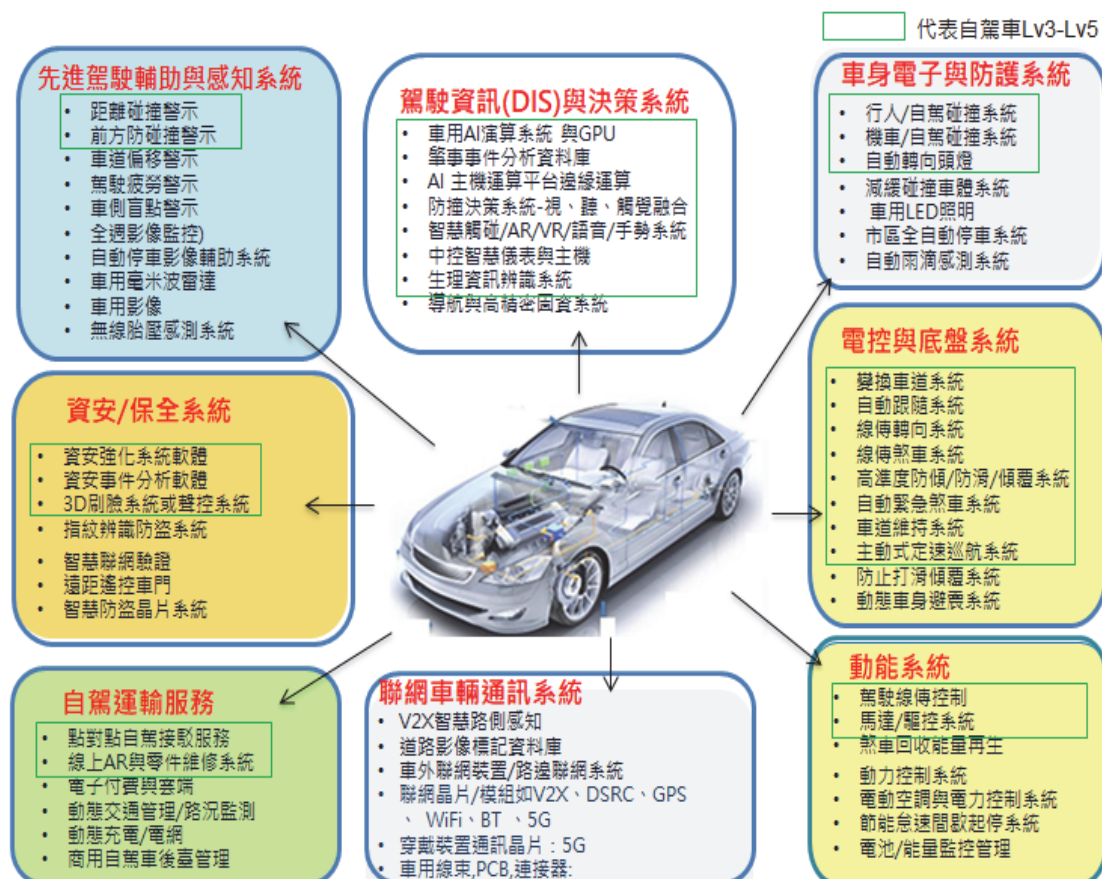 代表自駕車Lv3-Lv5
先進駕駛輔助與感知系統
• 距離碰撞警示
• 前方防碰撞警示
• 車道偏移警示
• 駕駛疲勞警示
• 車側盲點警示
• 全週影像監控)
• 自動停車影像輔助系統
• 車用毫米波雷達
• 車用影像
• 無線胎壓感測系統
駕駛資訊(DIS)與決策系統
• 車用AI演算系統 與GPU
• 肇事事件分析資料庫
• AI 主機運算平台邊緣運算
• 防撞決策系統-視、聽、觸覺融合
• 智慧觸碰/AR/VR/語音/手勢系統
• 中控智慧儀表與主機
• 生理資訊辨識系統
• 導航與高精密圖資系統
車身電子與防護系統
• 行人/自駕碰撞系統
• 機車/自駕碰撞系統
• 自動轉向頭燈
• 減緩碰撞車體系統
• 車用LED照明
• 市區全自動停車系統
• 自動雨滴感測系統
資安/保全系統
• 資安強化系統軟體
• 資安事件分析軟體
• 3D刷臉系統或聲控系統
• 指紋辨識防盜系統
• 智慧聯網驗證
• 遠距遙控車門
• 智慧防盜晶片系統
電控與底盤系統
• 變換車道系統
• 自動跟隨系統
• 線傳轉向系統
• 線傳煞車系統
• 高準度防傾/防滑/傾覆系統
• 自動緊急煞車系統
• 車道維持系統
• 主動式定速巡航系統
• 防止打滑傾覆系統
• 動態車身避震系統
自駕運輸服務
• 點對點自駕接駁服務
• 線上AR與零件維修系統
• 電子付費與雲端
• 動態交通管理/路況監測
• 動態充電/電網
• 商用自駕車後臺管理
聯網車輛通訊系統
• V2X智慧路側感知
• 道路影像標記資料庫
• 車外聯網裝置/路邊聯網系統
• 聯網晶片/模組如V2X、DSRC、GPS
、 WiFi、BT 、5G
• 穿戴裝置通訊晶片：5G
• 車用線束,PCB,連接器:
動能系統
• 駕駛線傳控制
• 馬達/驅控系統
• 煞車回收能量再生
• 動力控制系統
• 電動空調與電力控制系統
• 節能怠速間歇起停系統
• 電池/能量監控管理